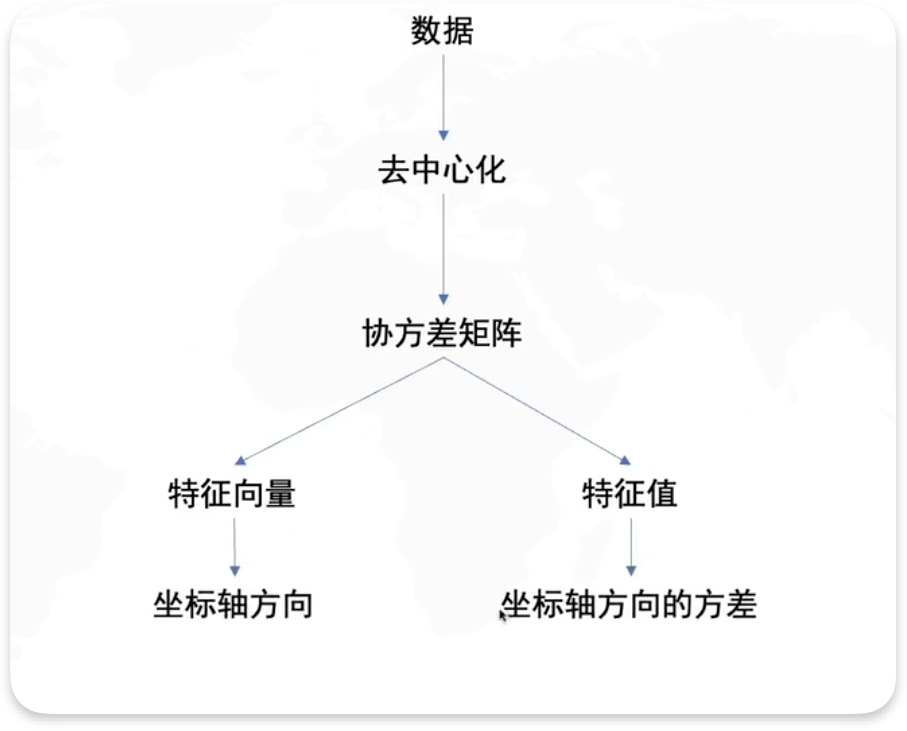 数据
去中心化
协方差矩阵
特征向量
特征值
坐标轴方向
坐标轴方向的方差